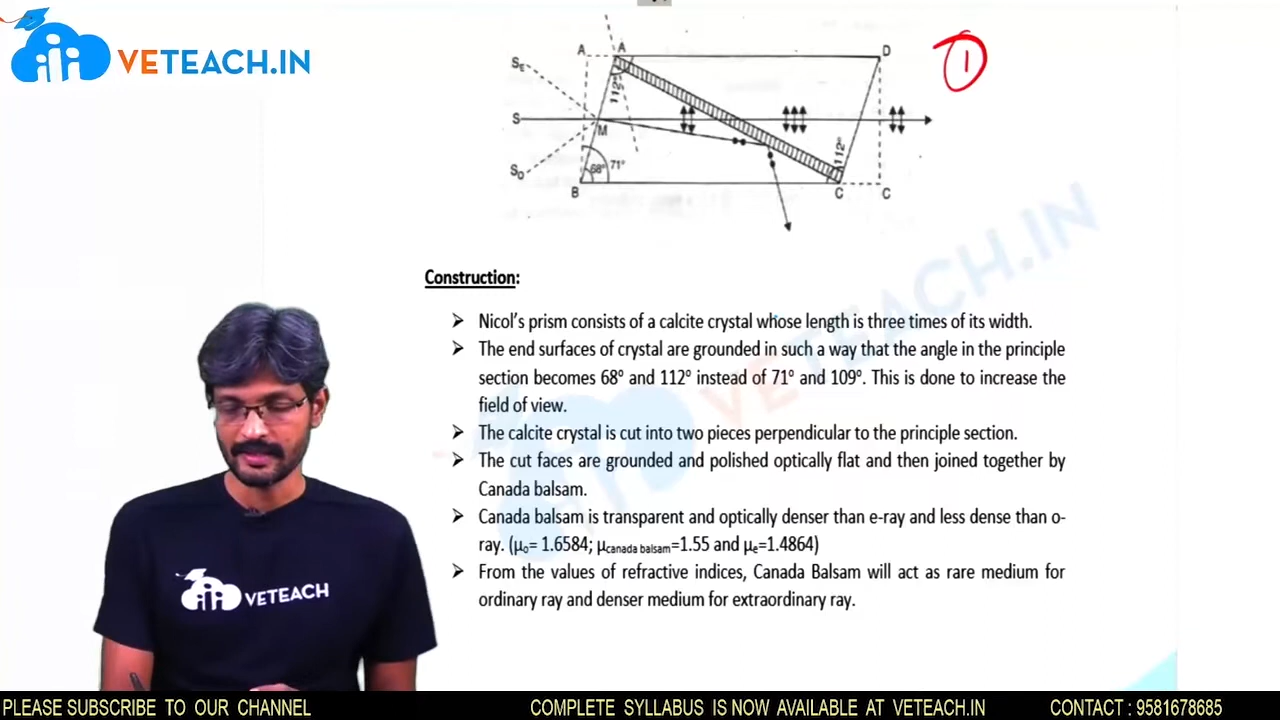 VETEACH.IN
A A D
S_E
112°
S
M
112°
S_O
68° 71°
B C C
1
Construction:
➤ Nicol's prism consists of a calcite crystal whose length is three times of its width.
➤ The end surfaces of crystal are grounded in such a way that the angle in the principle
section becomes 68° and 112° instead of 71° and 109°. This is done to increase the
field of view.
➤ The calcite crystal is cut into two pieces perpendicular to the principle section.
➤ The cut faces are grounded and polished optically flat and then joined together by
Canada balsam.
➤ Canada balsam is transparent and optically denser than e-ray and less dense than o-
ray. (μo= 1.6584; μcanada balsam=1.55 and μe=1.4864)
➤ From the values of refractive indices, Canada Balsam will act as rare medium for
ordinary ray and denser medium for extraordinary ray.
VETEACH.IN
VETEACH
PLEASE SUBSCRIBE TO OUR CHANNEL COMPLETE SYLLABUS IS NOW AVAILABLE AT VETEACH.IN CONTACT : 9581678685